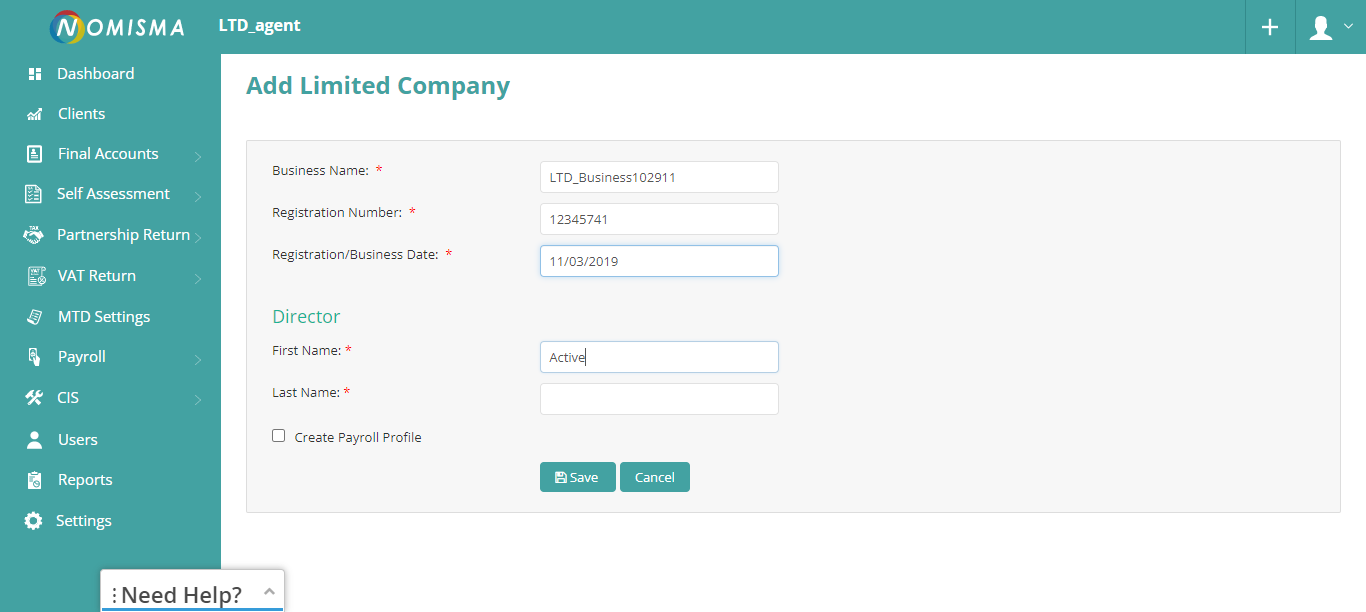 NOMISMA LTD_agent
Dashboard
Clients
Final Accounts
Self Assessment
Partnership Return
VAT Return
MTD Settings
Payroll
CIS
Users
Reports
Settings
Add Limited Company
Business Name: * LTD_Business102911
Registration Number: * 12345741
Registration/Business Date: * 11/03/2019
Director
First Name: * Active
Last Name: *
Create Payroll Profile
Save Cancel
Need Help?